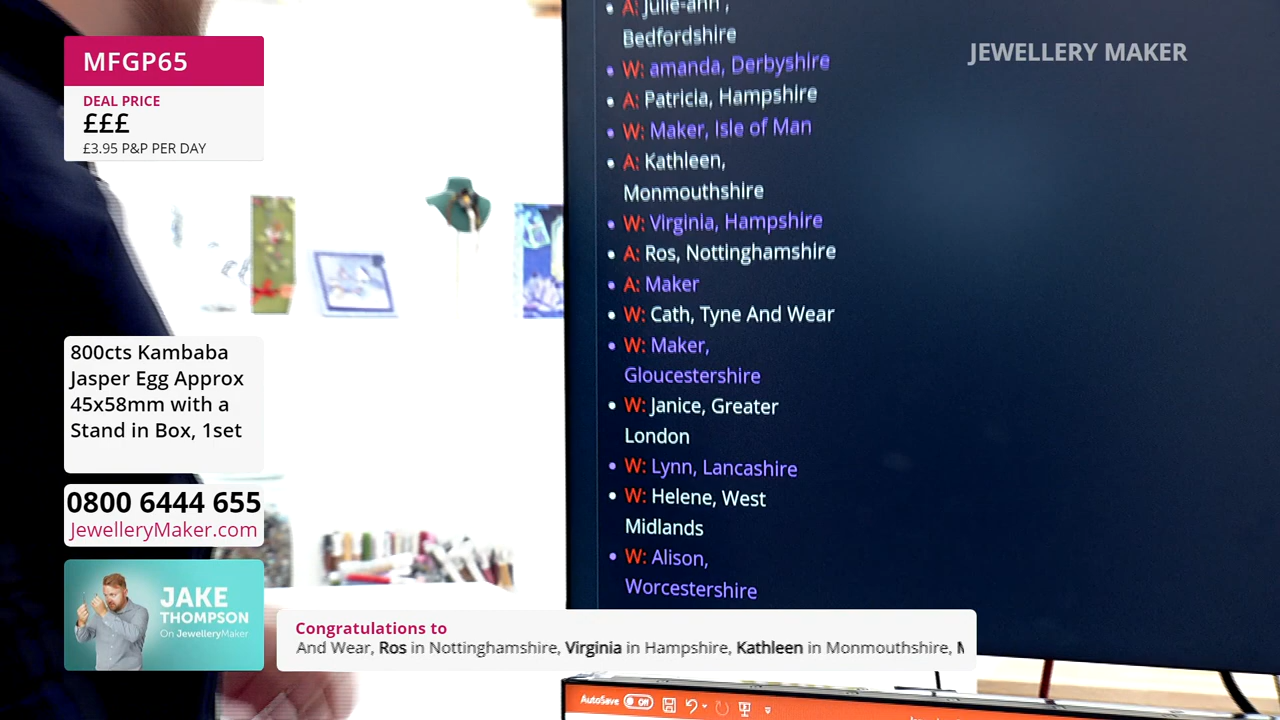 MFGP65
DEAL PRICE
£££
£3.95 P&P PER DAY
JEWELLERY MAKER
A: Julie-ann ,
Bedfordshire
W: amanda, Derbyshire
A: Patricia, Hampshire
W: Maker, Isle of Man
A: Kathleen,
Monmouthshire
W: Virginia, Hampshire
A: Ros, Nottinghamshire
A: Maker
W: Cath, Tyne And Wear
W: Maker,
Gloucestershire
W: Janice, Greater
London
W: Lynn, Lancashire
W: Helene, West
Midlands
W: Alison,
Worcestershire
800cts Kambaba
Jasper Egg Approx
45x58mm with a
Stand in Box, 1set
0800 6444 655
JewelleryMaker.com
JAKE
THOMPSON
On JewelleryMaker
Congratulations to
And Wear, Ros in Nottinghamshire, Virginia in Hampshire, Kathleen in Monmouthshire,
AutoSave Off